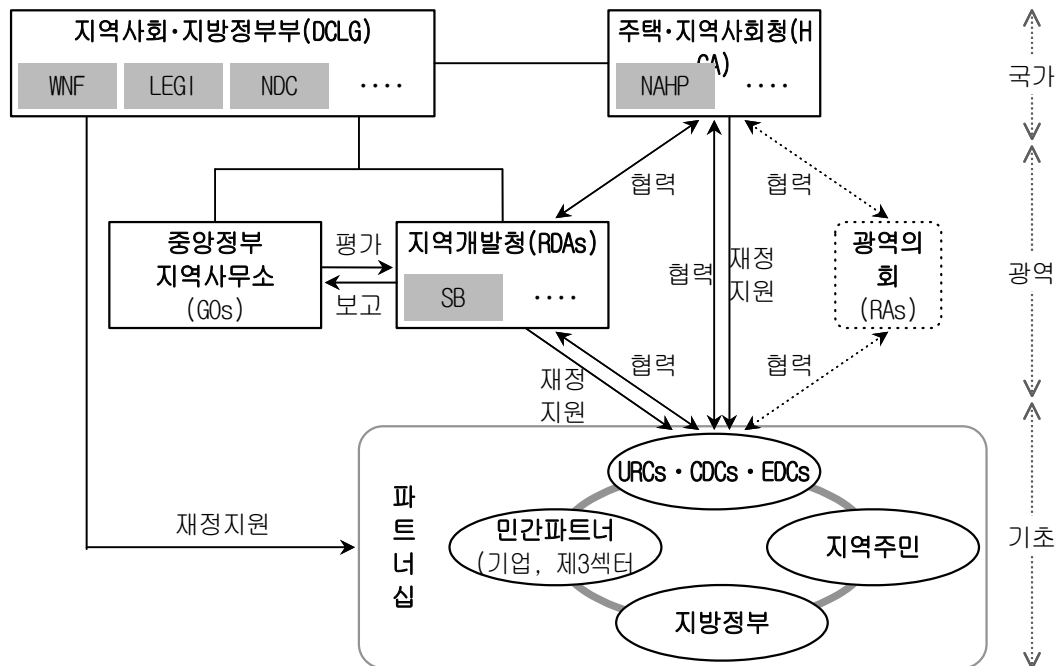 지역사회·지방정부부(DCLG)
WNF
LEGI
NDC
····
주택·지역사회청(H
CA)
NAHP
····
국가
협력
협력
중앙정부
지역사무소
(GOs)
평가
보고
지역개발청(RDAs)
SB
····
협력
재정
지원
광역의
회
(RAs)
광역
재정
지원
협력
협력
파
트
너
십
URCs·CDCs·EDCs
민간파트너
(기업, 제3섹터
지역주민
지방정부
재정지원
기초